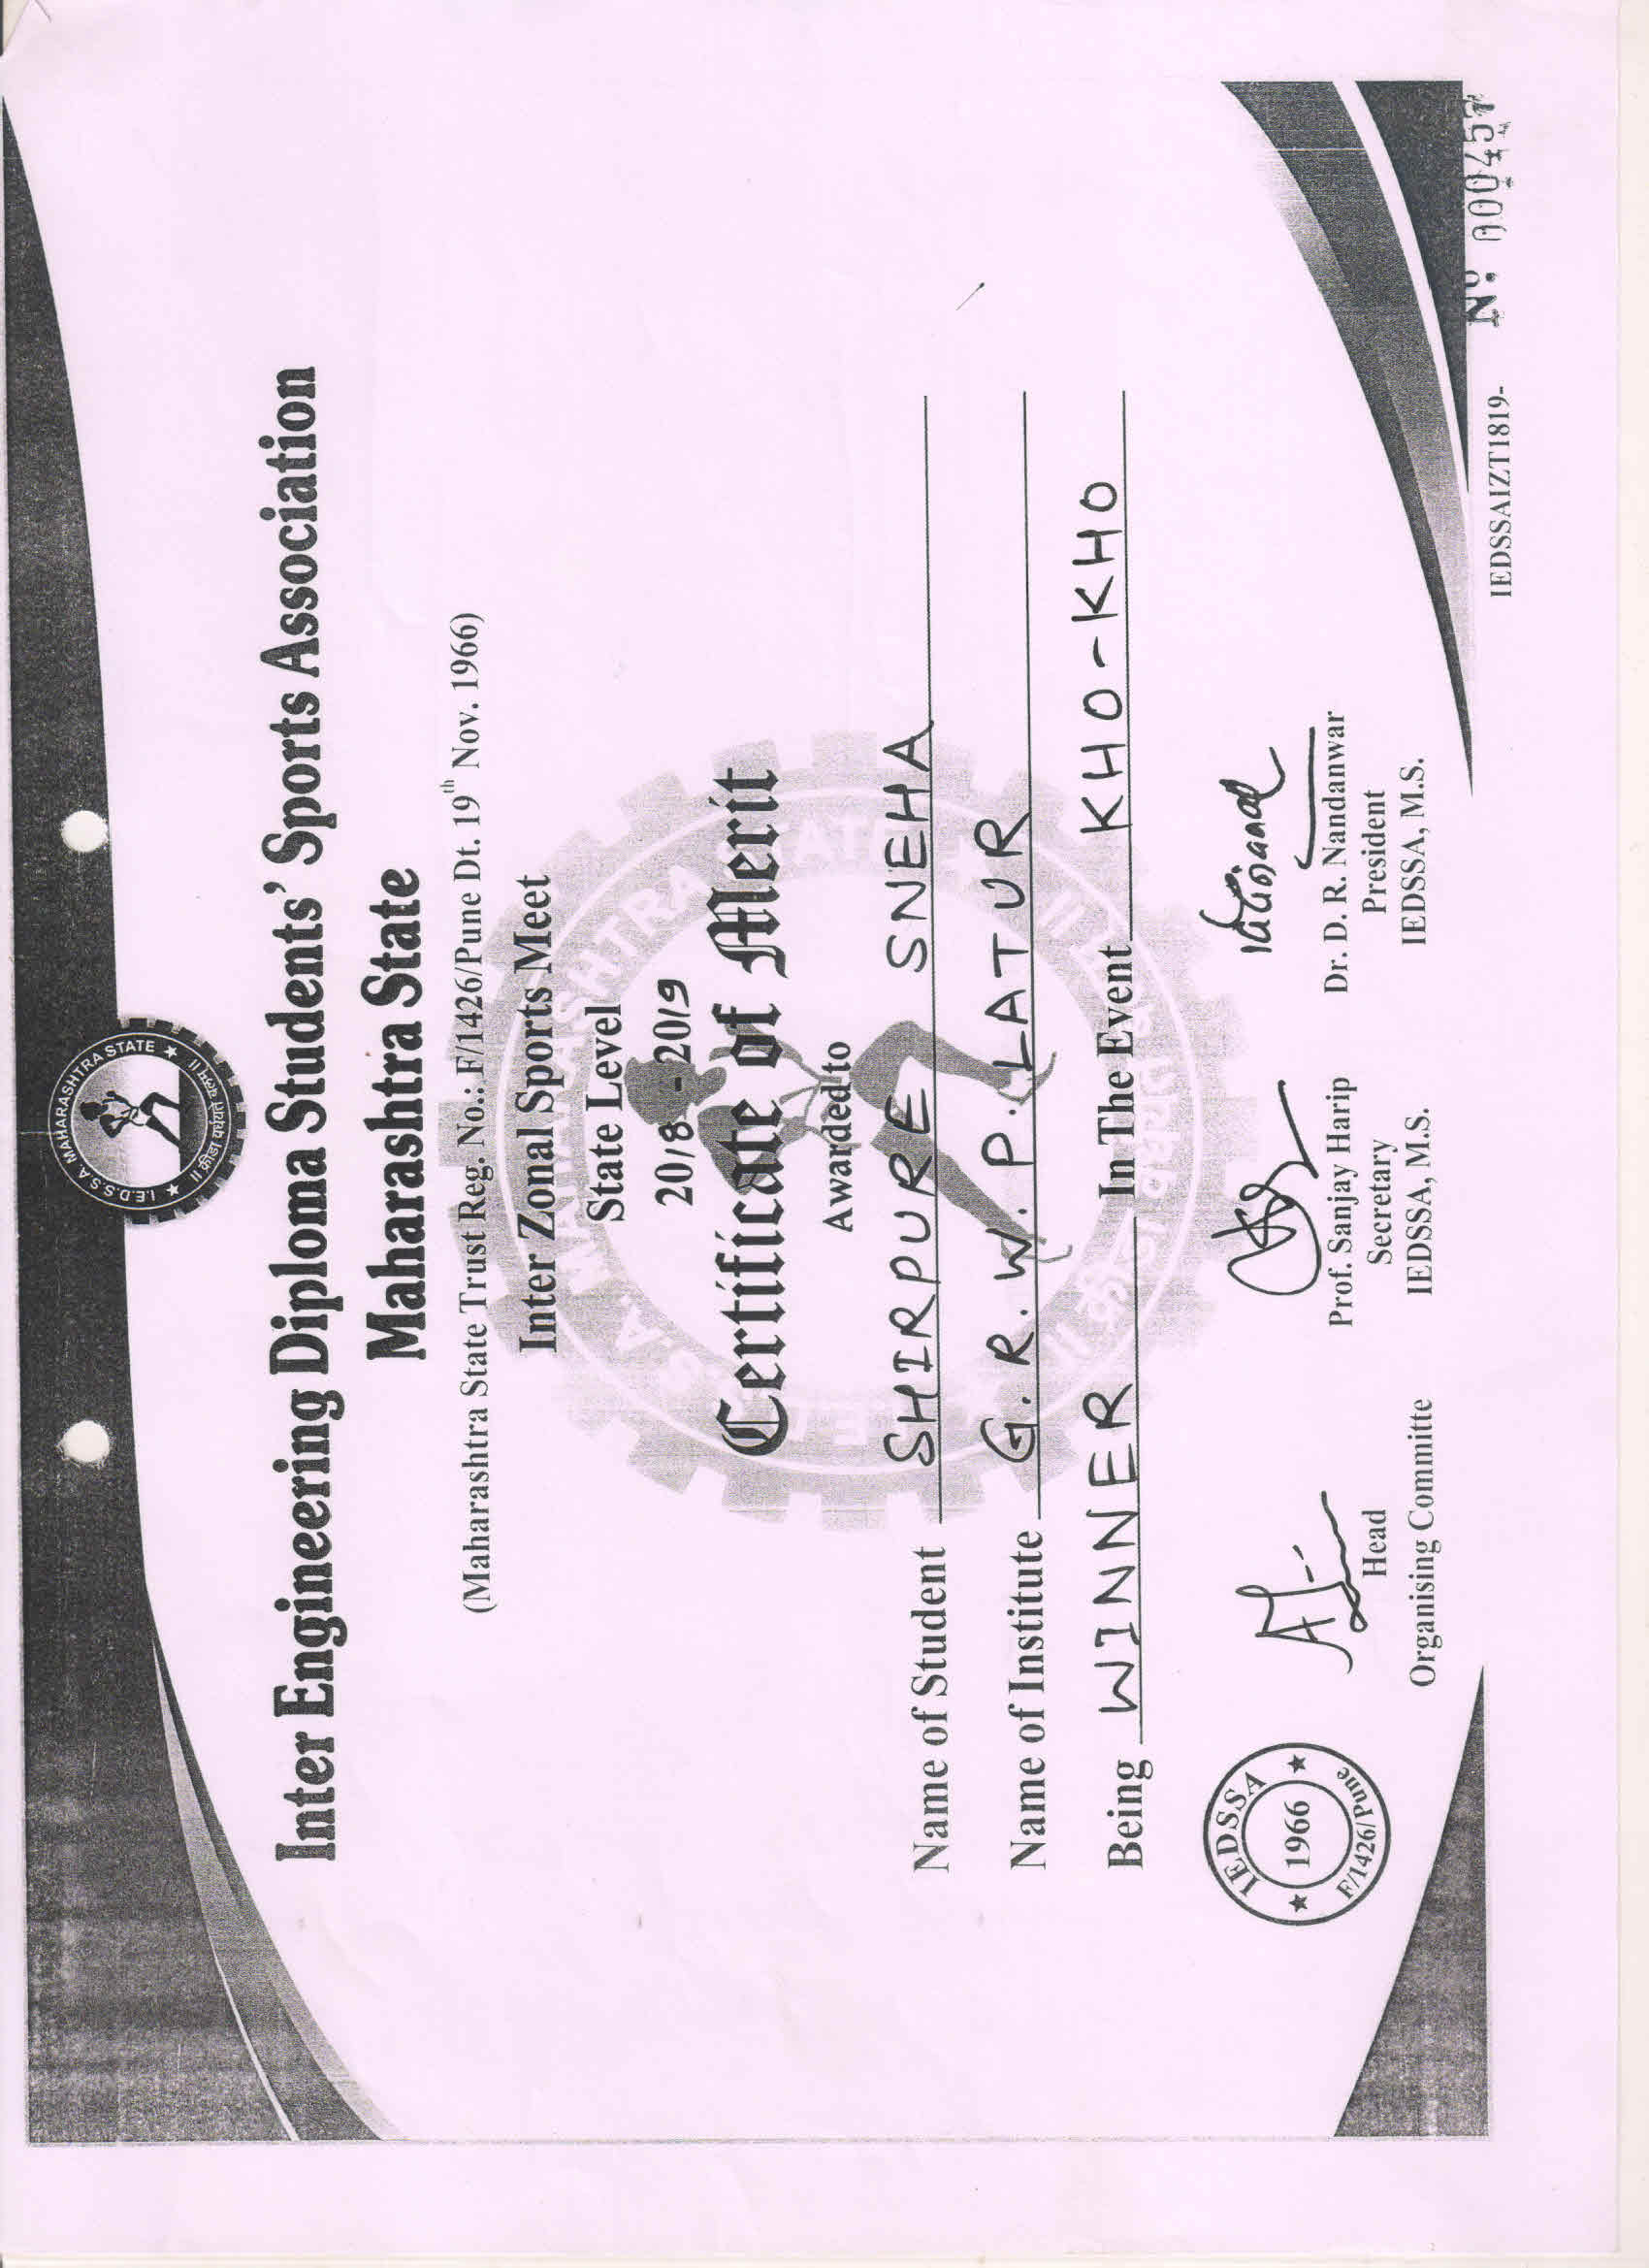 I.E.D.S.S.A. MAHARASHTRA STATE
॥ क्रीडा वर्धयते बलम् ॥
Inter Engineering Diploma Students' Sports Association
Maharashtra State
(Maharashtra State Trust Reg. No.: F/1426/Pune Dt. 19th Nov. 1966)
Inter Zonal Sports Meet
State Level
2018 - 2019
Certificate of Merit
Awarded to
Name of Student SHIRPURE SNEHA
Name of Institute G. R. W. P. LATUR
Being WINNER In The Event KHO-KHO
IEDSSA
1966
F/1426/Pune
Head
Organising Committe
Prof. Sanjay Harip
Secretary
IEDSSA, M.S.
Dr. D. R. Nandanwar
President
IEDSSA, M.S.
IEDSSAIZT1819- Nº 000457